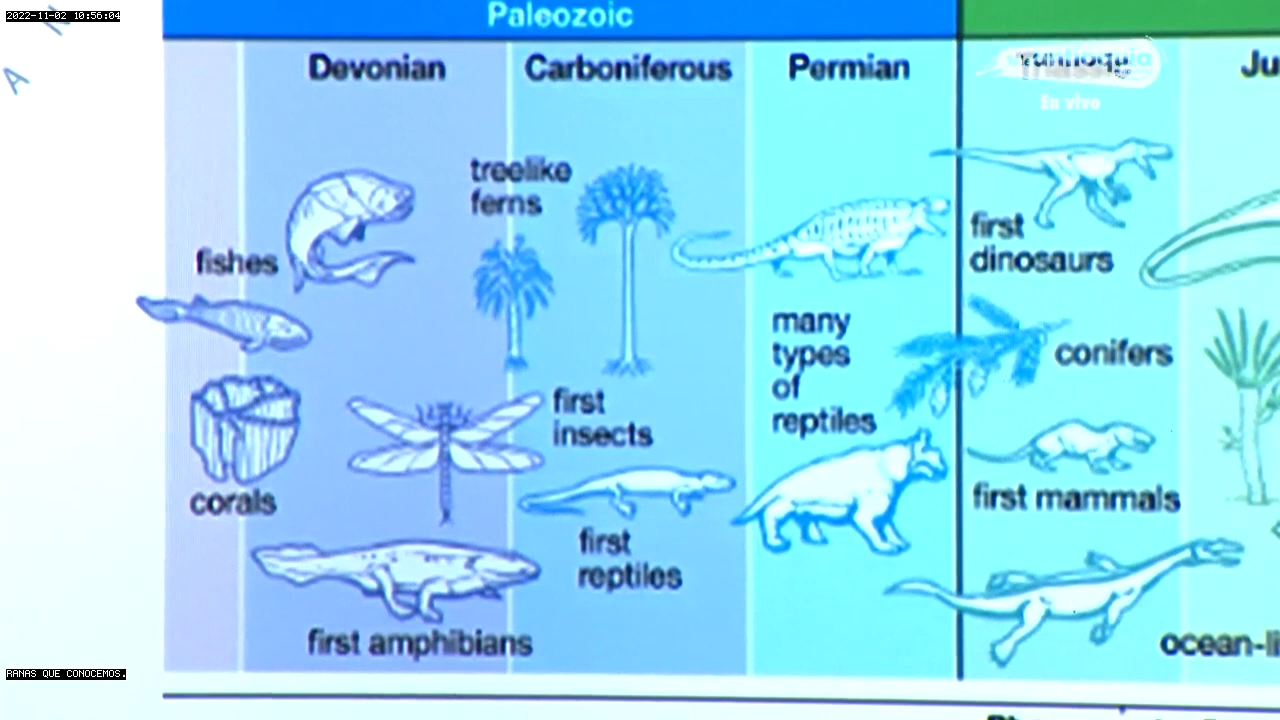 2022-11-02 10:56:04
A N
Paleozoic
Devonian
Carboniferous
Permian
Ju
En vivo
treelike
ferns
fishes
first
dinosaurs
many
types
of
reptiles
conifers
first
insects
corals
first mammals
first
reptiles
first amphibians
ocean-li
RANAS QUE CONOCEMOS.